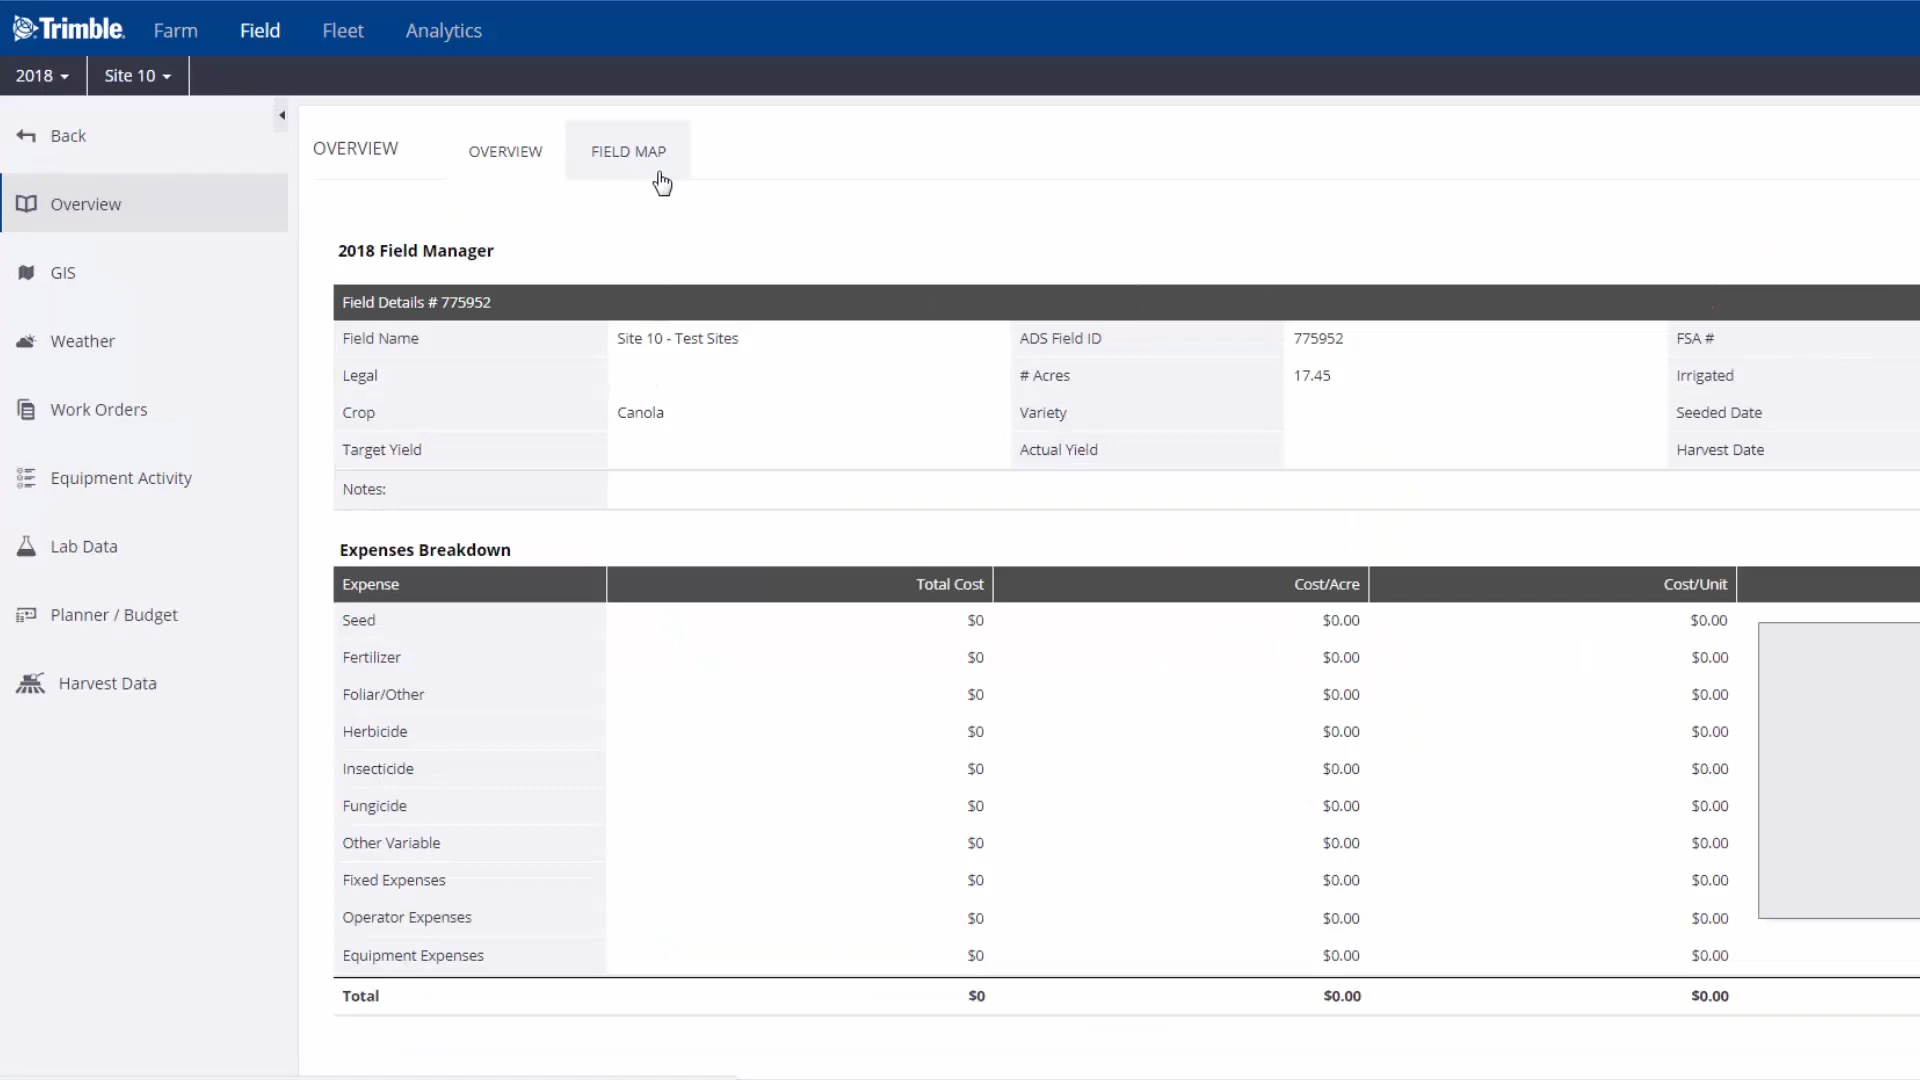 Trimble. Farm Field Fleet Analytics
2018 Site 10
Back
Overview
GIS
Weather
Work Orders
Equipment Activity
Lab Data
Planner / Budget
Harvest Data
OVERVIEW OVERVIEW FIELD MAP
2018 Field Manager
Field Details # 775952
Field Name Site 10 - Test Sites ADS Field ID 775952 FSA #
Legal # Acres 17.45 Irrigated
Crop Canola Variety Seeded Date
Target Yield Actual Yield Harvest Date
Notes:
Expenses Breakdown
Expense Total Cost Cost/Acre Cost/Unit
Seed $0 $0.00 $0.00
Fertilizer $0 $0.00 $0.00
Foliar/Other $0 $0.00 $0.00
Herbicide $0 $0.00 $0.00
Insecticide $0 $0.00 $0.00
Fungicide $0 $0.00 $0.00
Other Variable $0 $0.00 $0.00
Fixed Expenses $0 $0.00 $0.00
Operator Expenses $0 $0.00 $0.00
Equipment Expenses $0 $0.00 $0.00
Total $0 $0.00 $0.00